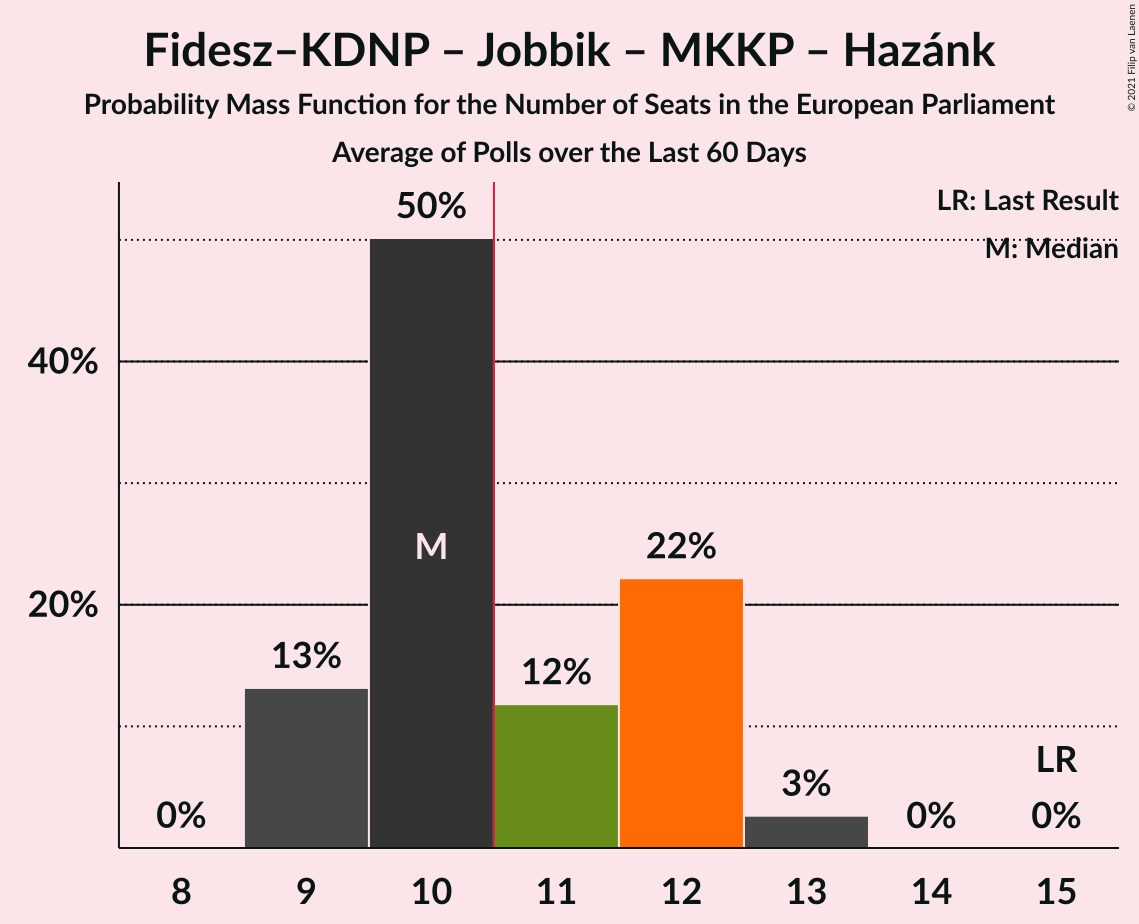 Fidesz–KDNP – Jobbik – MKKP – Hazánk
Probability Mass Function for the Number of Seats in the European Parliament
Average of Polls over the Last 60 Days
© 2021 Filip van Laenen
LR: Last Result
M: Median
50%
40%
M
22%
20%
13%
12%
LR
3%
0%
0%
0%
8
9
10
11
12
13
14
15